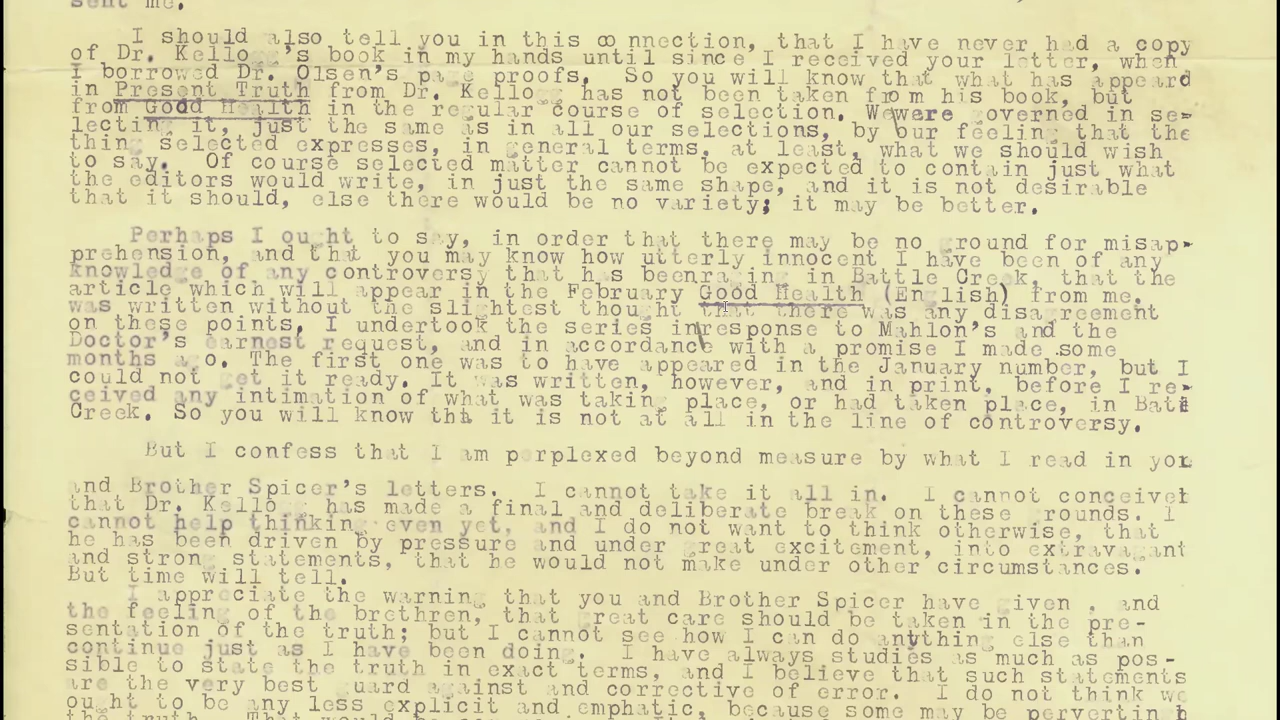 sent me.
I should also tell you in this co nnection, that I have never had a copy
of Dr. Kellogg's book in my hands until since I received your letter, when
I borrowed Dr. Olsen's page proofs. So you will know that what has appeard
in Present Truth from Dr. Kellogg has not been taken from his book, but
from Good Health in the regular course of selection. Wewere governed in se-
lecting it, just the same as in all our selections, by our feeling that the
thing selected expresses, in general terms, at least, what we should wish
to say. Of course selected matter cannot be expected to contain just what
the editors would write, in just the same shape, and it is not desirable
that it should, else there would be no variety; it may be better.
Perhaps I ought to say, in order that there may be no ground for misap-
prehension, and that you may know how utterly innocent I have been of any
knowledge of any controversy that has beenraging in Battle Creek, that the
article which will appear in the February Good Health (English) from me,
was written without the slightest thought that there was any disagreement
on these points. I undertook the series inresponse to Mahlon's and the
Doctor's earnest request, and in accordance with a promise I made some
months ago. The first one was to have appeared in the January number, but I
could not get it ready. It was written, however, and in print, before I re-
ceived any intimation of what was taking place, or had taken place, in Batt
Creek. So you will know tht it is not at all in the line of controversy.
But I confess that I am perplexed beyond measure by what I read in your
and Brother Spicer's letters. I cannot take it all in. I cannot conceivet
that Dr. Kellogg has made a final and deliberate break on these grounds. I
cannot help thinking even yet, and I do not want to think otherwise, that
he has been driven by pressure and under great excitement, into extravagant
and strong statements, that he would not make under other circumstances.
But time will tell.
I appreciate the warning that you and Brother Spicer have given , and
the feeling of the brethren, that great care should be taken in the pre-
sentation of the truth; but I cannot see how I can do anything else than
continue just as I have been doing. I have always studies as much as pos-
sible to state the truth in exact terms, and I believe that such statements
are the very best guard against and corrective of error. I do not think we
ought to be any less explicit and emphatic, because some may be perverting
the truth. That would be